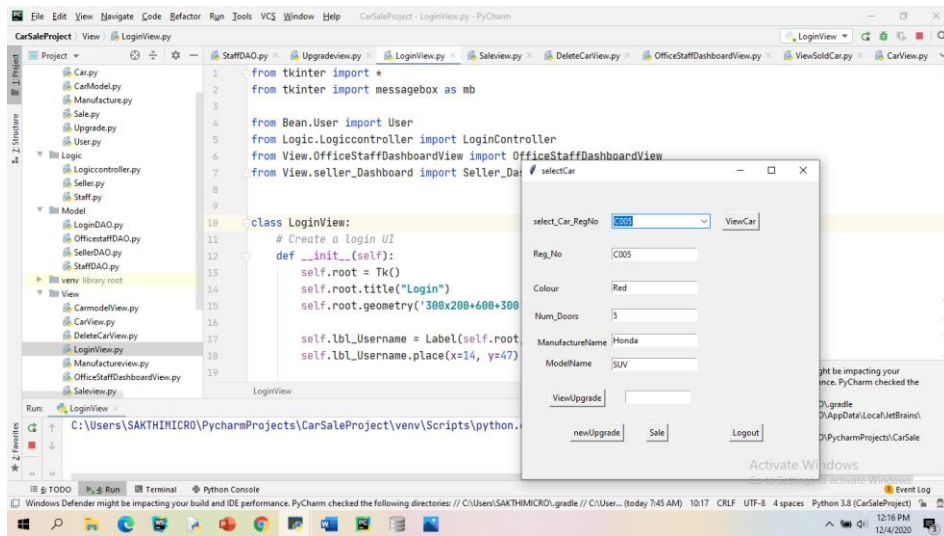 File Edit View Navigate Code Refactor Run Tools VCS Window Help CarSaleProject - LoginView.py - PyCharm
CarSaleProject View LoginView.py LoginView
Project StaffDAO.py Upgradeview.py LoginView.py Saleview.py DeleteCarView.py OfficeStaffDashboardView.py ViewSoldCar.py CarView.py
1: Project
2: Structure
2: Favorites
Car.py
CarModel.py
Manufacture.py
Sale.py
Upgrade.py
User.py
Logic
Logiccontroller.py
Seller.py
Staff.py
Model
LoginDAO.py
OfficestaffDAO.py
SellerDAO.py
StaffDAO.py
venv library root
View
CarmodelView.py
CarView.py
DeleteCarView.py
LoginView.py
Manufactureview.py
OfficeStaffDashboardView.py
Saleview.py
1 from tkinter import *
2 from tkinter import messagebox as mb
3
4 from Bean.User import User
5 from Logic.Logiccontroller import LoginController
6 from View.OfficeStaffDashboardView import OfficeStaffDashboardView
7 from View.seller_Dashboard import Seller_Das
8
9
10 class LoginView:
11 # Create a login UI
12 def __init__(self):
13 self.root = Tk()
14 self.root.title("Login")
15 self.root.geometry('300x200+600+300
16
17 self.lbl_Username = Label(self.root
18 self.lbl_Username.place(x=14, y=47)
19
LoginView
selectCar
select_Car_RegNo C005 ViewCar
Reg_No C005
Colour Red
Num_Doors 5
ManufactureName Honda
ModelName SUV
ViewUpgrade
newUpgrade Sale Logout
ght be impacting your
nce. PyCharm checked the
D\.gradle
O\AppData\Local\JetBrains\
O\PycharmProjects\CarSale
Activate Windows
Run: LoginView
C:\Users\SAKTHIMICRO\PycharmProjects\CarSaleProject\venv\Scripts\python.
6: TODO 4: Run Terminal Python Console Event Log
Windows Defender might be impacting your build and IDE performance. PyCharm checked the following directories: // C:\Users\SAKTHIMICRO\.gradle // C:\User... (today 7:45 AM) 10:17 CRLF UTF-8 4 spaces Python 3.8 (CarSaleProject)
12:16 PM
12/4/2020